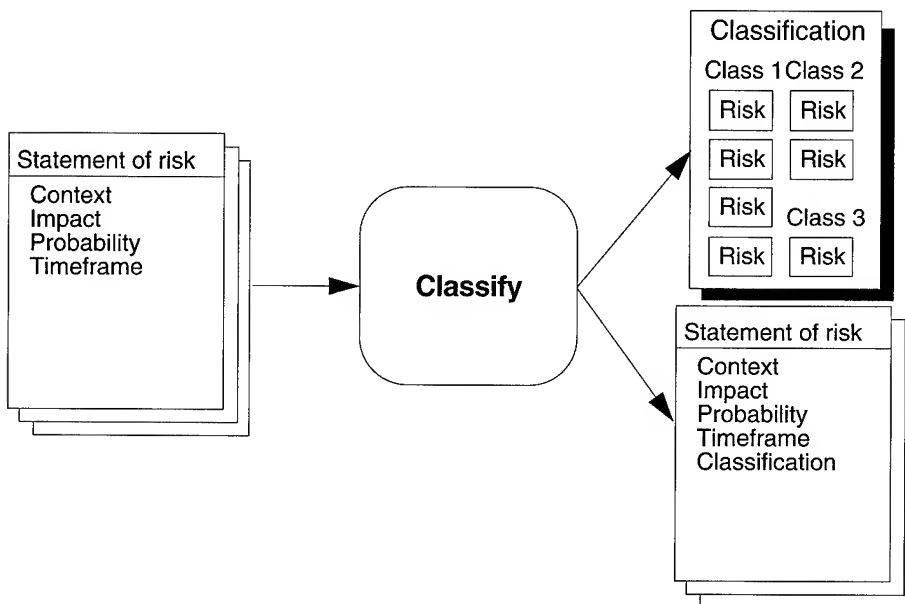 Statement of risk
Context
Impact
Probability
Timeframe
Classify
Classification
Class 1 Class 2
Risk Risk
Risk Risk
Risk
Class 3
Risk Risk
Statement of risk
Context
Impact
Probability
Timeframe
Classification